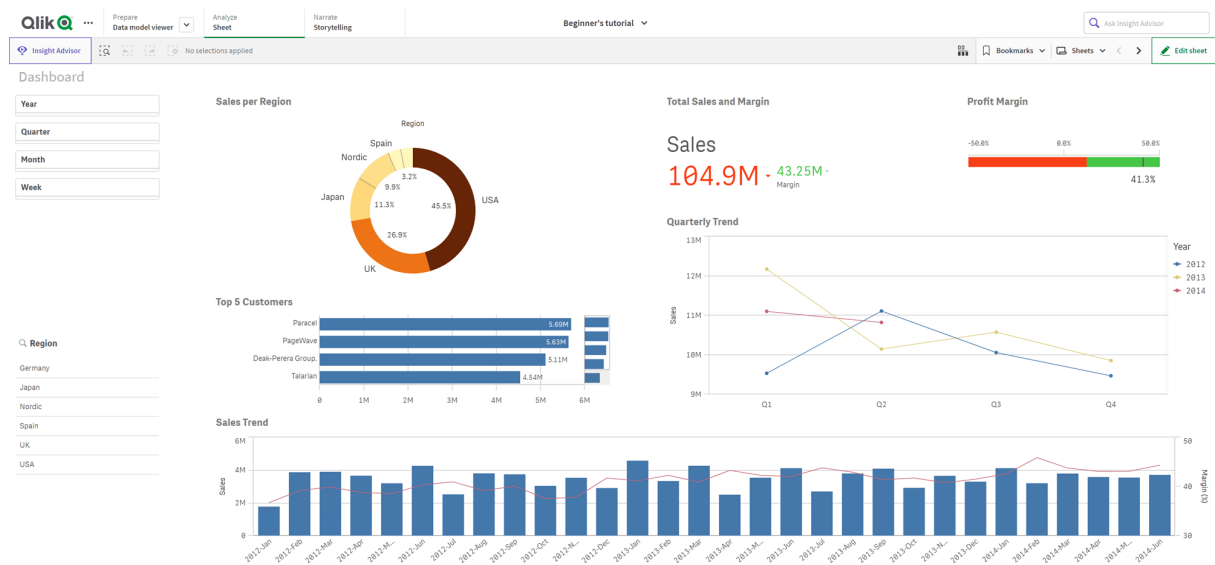 Qlik
Prepare
Data model viewer
Analyze
Sheet
Narrate
Storytelling
Beginner's tutorial
Ask Insight Advisor
Insight Advisor
No selections applied
Bookmarks
Sheets
Edit sheet
Dashboard
Year
Quarter
Month
Week
Region
Germany
Japan
Nordic
Spain
UK
USA
Sales per Region
Region
Spain
Nordic
Japan
UK
USA
3.2%
9.9%
11.3%
26.9%
45.5%
Total Sales and Margin
Sales
104.9M
43.25M
Margin
Profit Margin
-50.0% 0.0% 50.0%
41.3%
Top 5 Customers
Paracel 5.69M
PageWave 5.63M
Deak-Perera Group. 5.11M
Talarian 4.54M
0 1M 2M 3M 4M 5M 6M
Quarterly Trend
13M
12M
11M
10M
9M
Sales
Q1 Q2 Q3 Q4
Year
2012
2013
2014
Sales Trend
6M
4M
2M
0
Sales
50
40
30
Margin (%)
2012-Jan 2012-Feb 2012-Mar 2012-Apr 2012-M... 2012-Jun 2012-Jul 2012-Aug 2012-Sep 2012-Oct 2012-N... 2012-Dec 2013-Jan 2013-Feb 2013-Mar 2013-Apr 2013-M... 2013-Jun 2013-Jul 2013-Aug 2013-Sep 2013-Oct 2013-N... 2013-Dec 2014-Jan 2014-Feb 2014-Mar 2014-Apr 2014-M... 2014-Jun